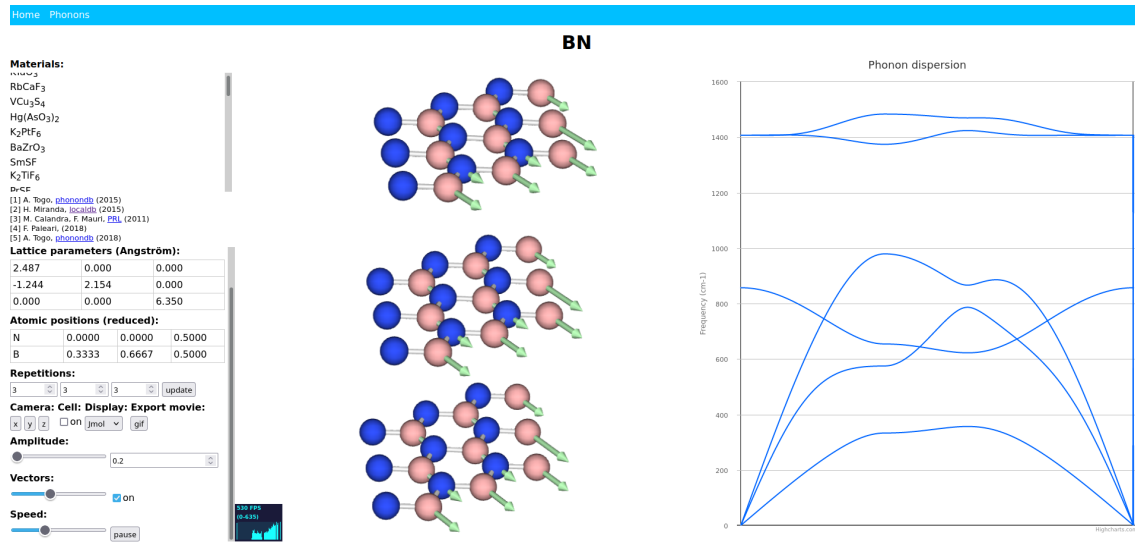 Home Phonons
BN
Materials:
RbCaF3
VCu3S4
Hg(AsO3)2
K2PtF6
BaZrO3
SmSF
K2TiF6
PrSF
[1] A. Togo, phonondb (2015)
[2] H. Miranda, localdb (2015)
[3] M. Calandra, F. Mauri, PRL (2011)
[4] F. Paleari, (2018)
[5] A. Togo, phonondb (2018)
Lattice parameters (Angström):
2.487 0.000 0.000
-1.244 2.154 0.000
0.000 0.000 6.350
Atomic positions (reduced):
N 0.0000 0.0000 0.5000
B 0.3333 0.6667 0.5000
Repetitions:
3 3 3 update
Camera: Cell: Display: Export movie:
x y z on Jmol gif
Amplitude:
0.2
Vectors:
on
Speed:
pause
530 FPS
(0-635)
Phonon dispersion
Frequency (cm-1)
1600
1400
1200
1000
800
600
400
200
0
Highcharts.com